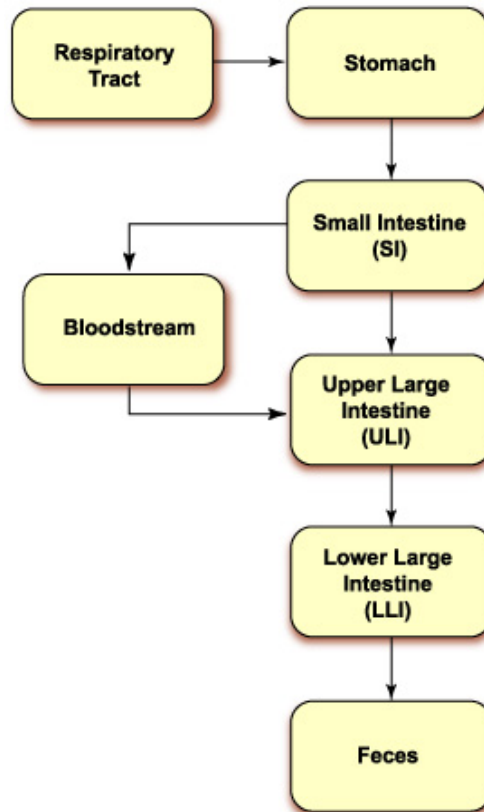 Respiratory
Tract
Stomach
Small Intestine
(SI)
Bloodstream
Upper Large
Intestine
(ULI)
Lower Large
Intestine
(LLI)
Feces